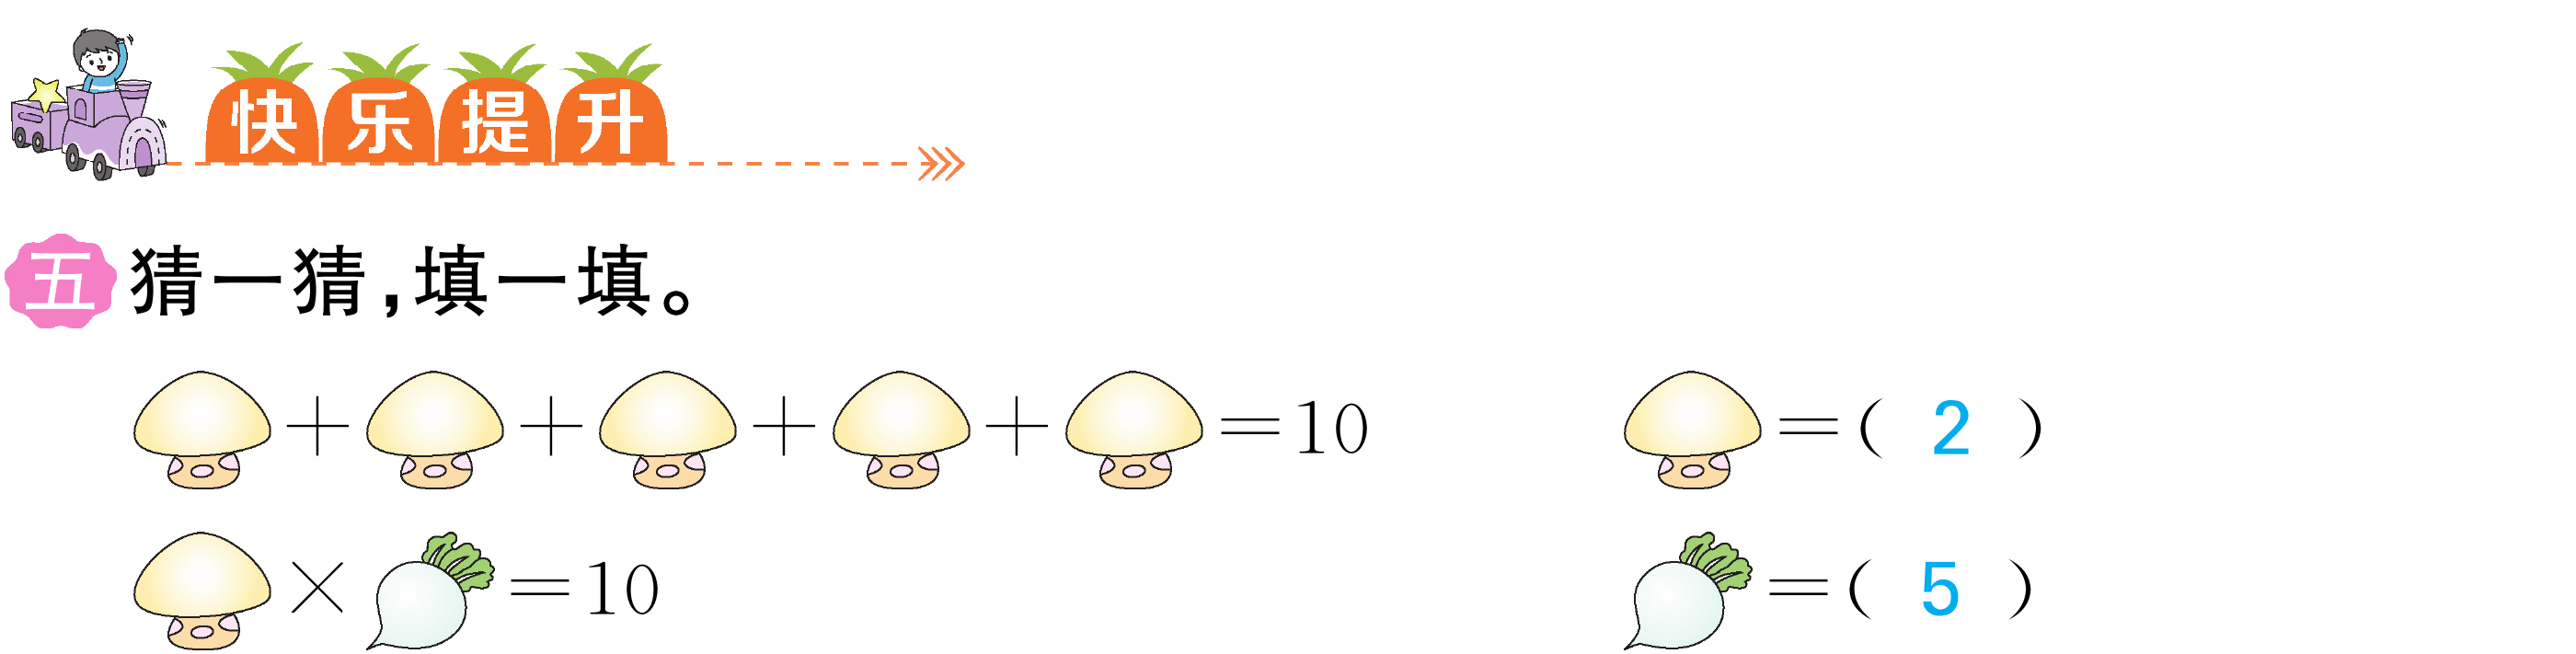 快乐提升
五 猜一猜,填一填。
+ + + + =10 =( 2 )
× =10 =( 5 )